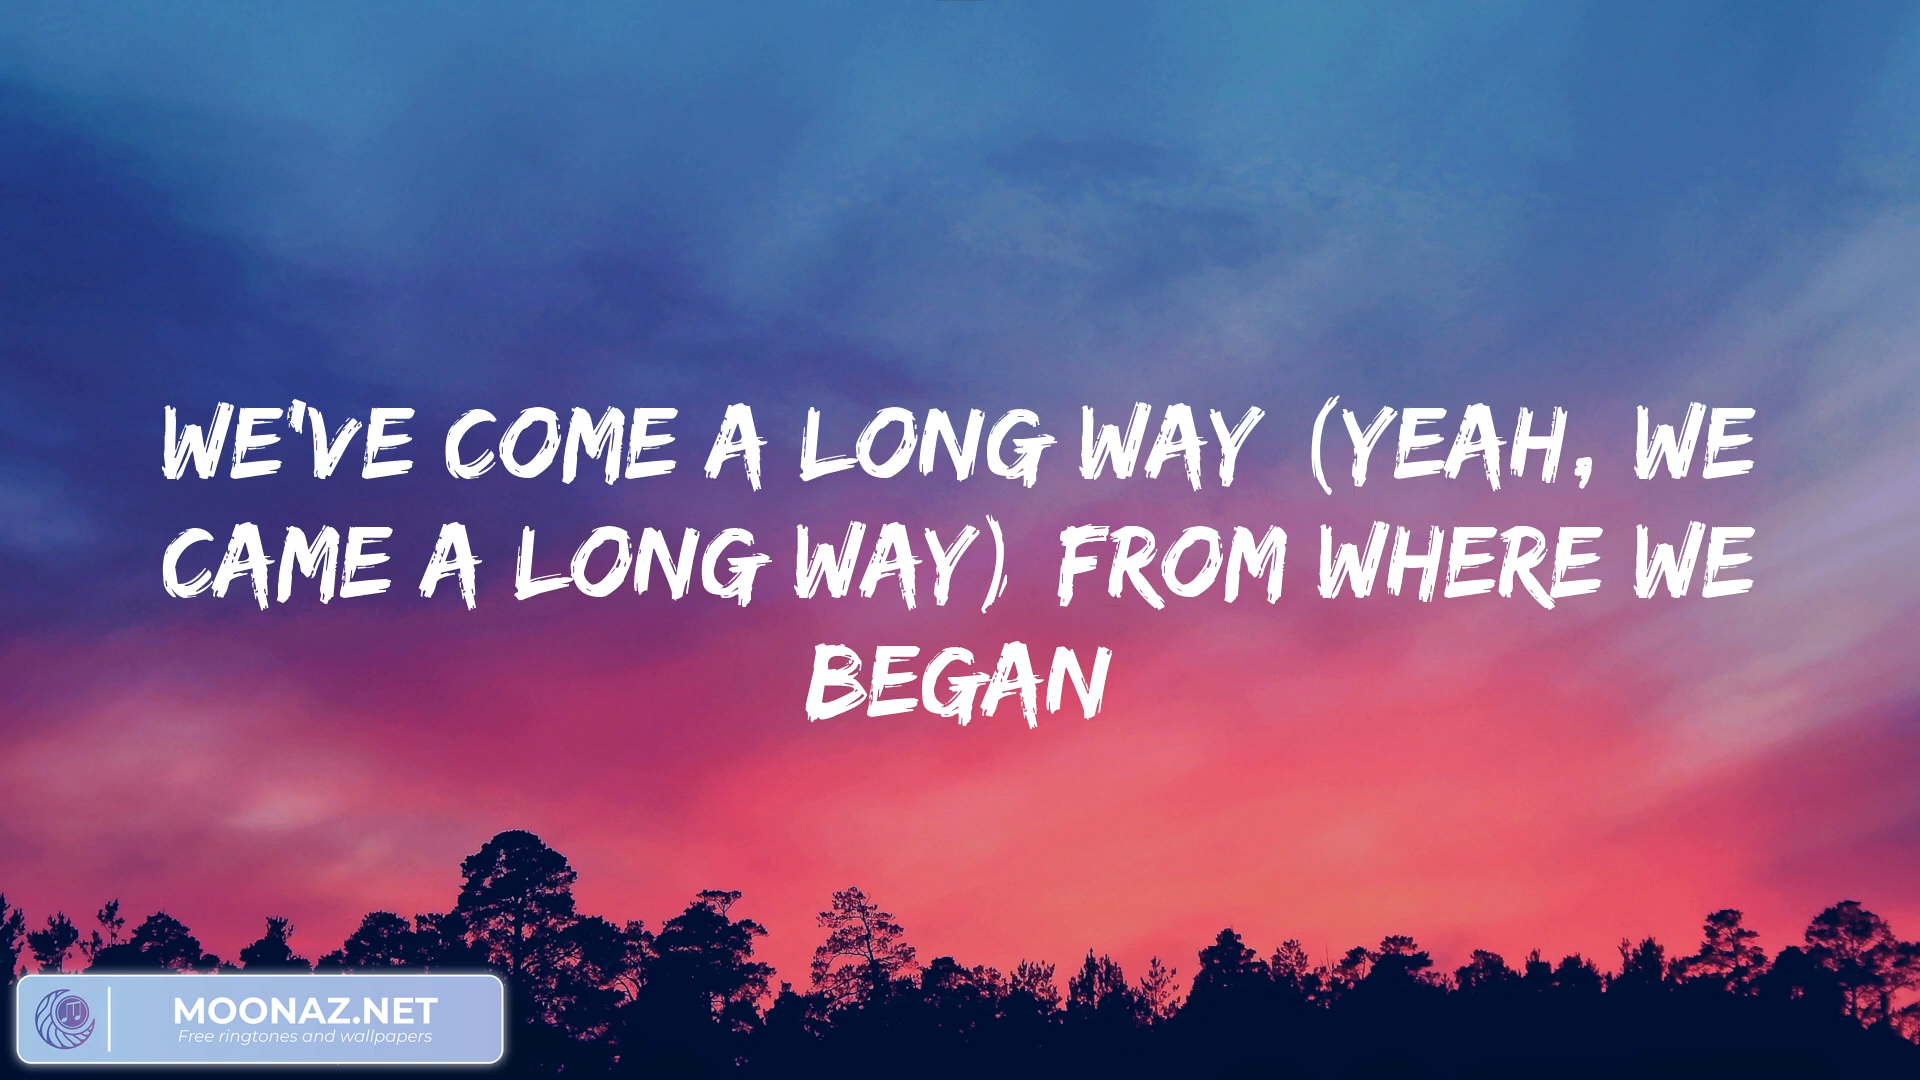 WE'VE COME A LONG WAY (YEAH, WE
CAME A LONG WAY) FROM WHERE WE
BEGAN
MOONAZ.NET
Free ringtones and wallpapers